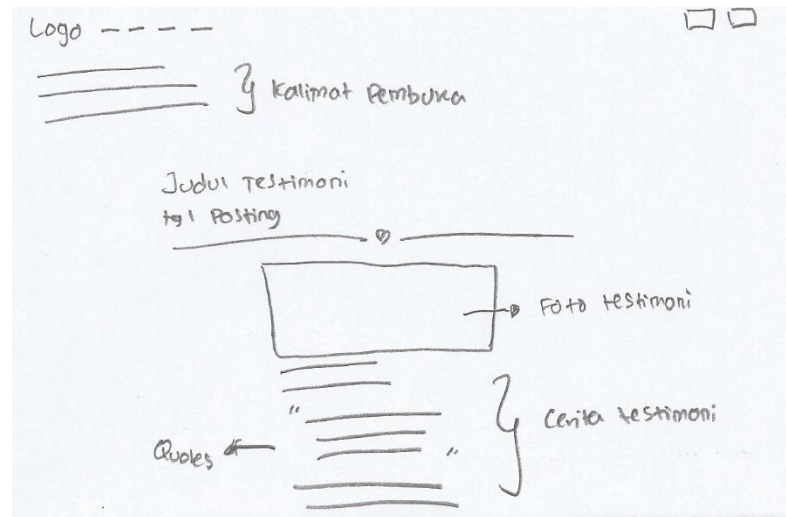 Logo ----
Kalimat Pembuka
Judul Testimoni
tgl Posting
Foto testimoni
"
Cerita testimoni
Quotes
"